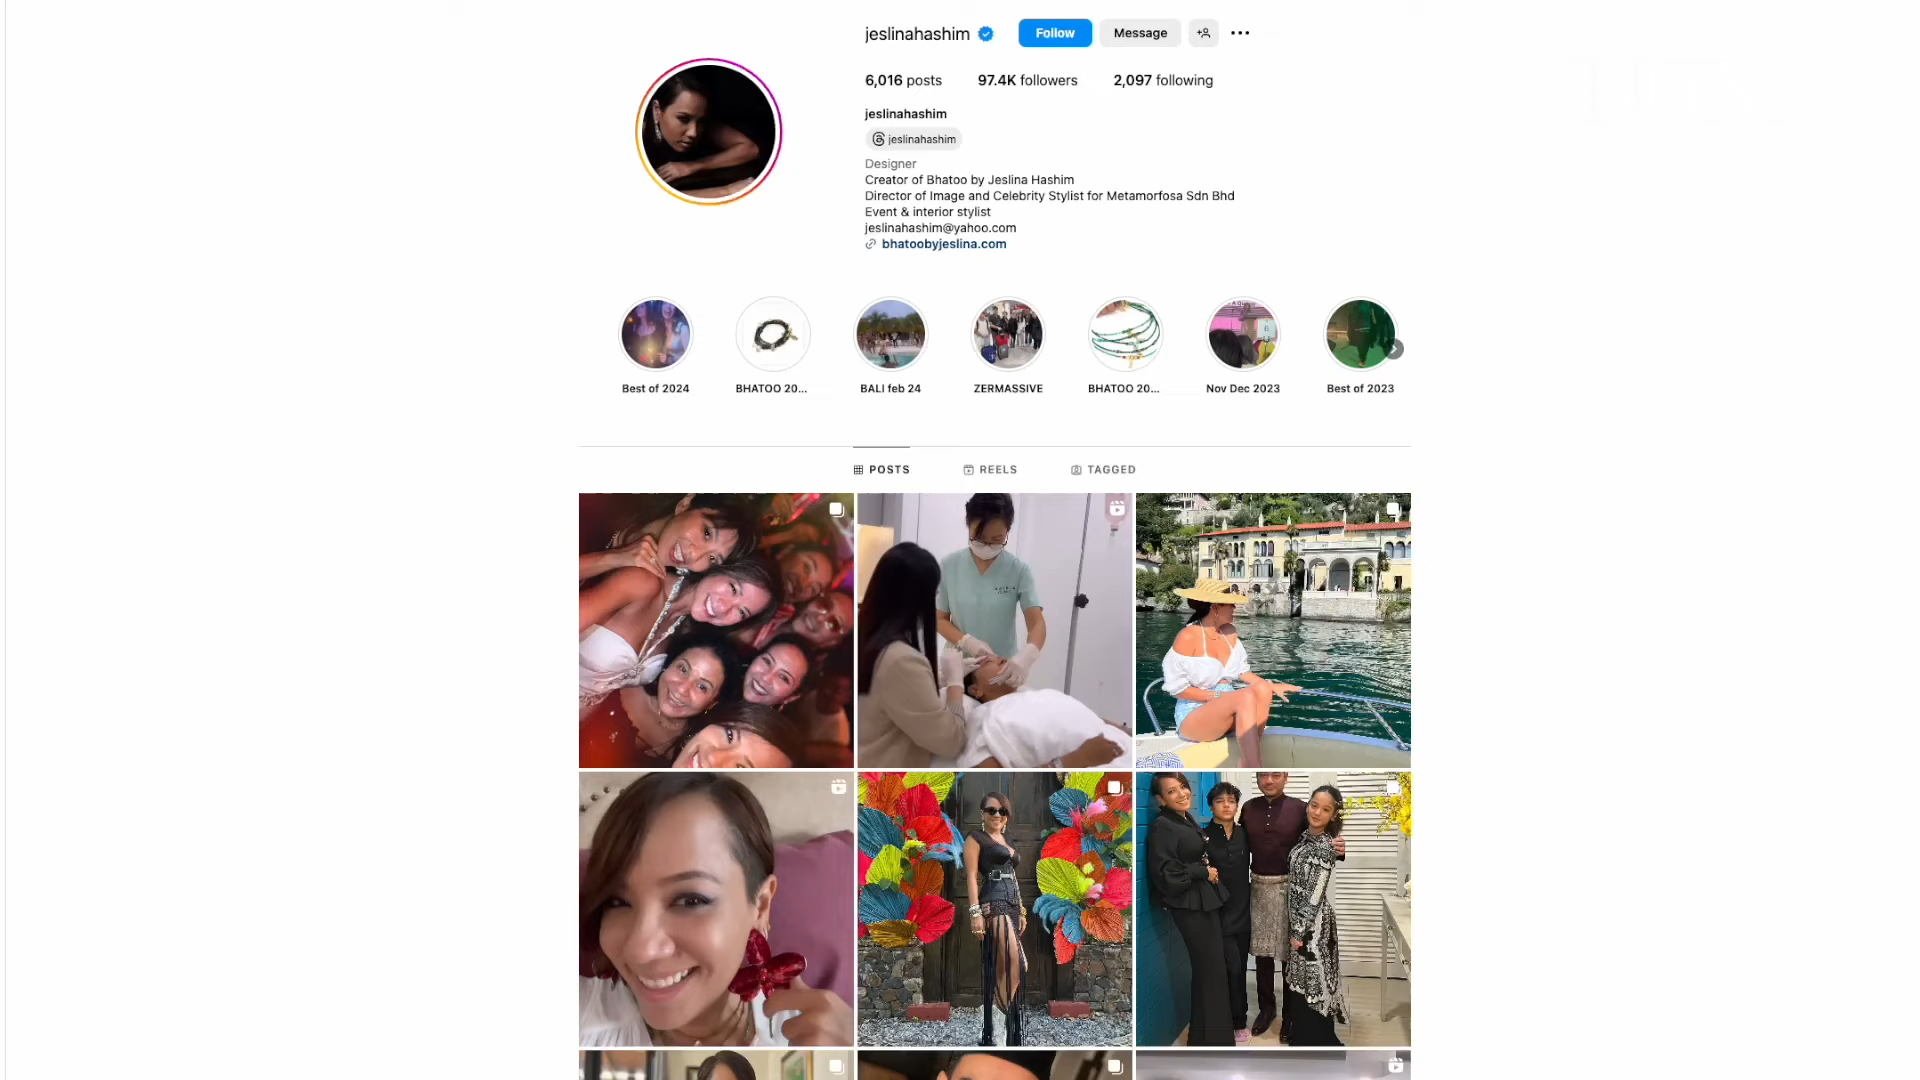 jeslinahashim
Follow
Message
6,016 posts
97.4K followers
2,097 following
jeslinahashim
jeslinahashim
Designer
Creator of Bhatoo by Jeslina Hashim
Director of Image and Celebrity Stylist for Metamorfosa Sdn Bhd
Event & interior stylist
jeslinahashim@yahoo.com
bhatoobyjeslina.com
Best of 2024
BHATOO 20...
BALI feb 24
ZERMASSIVE
BHATOO 20...
Nov Dec 2023
Best of 2023
POSTS
REELS
TAGGED